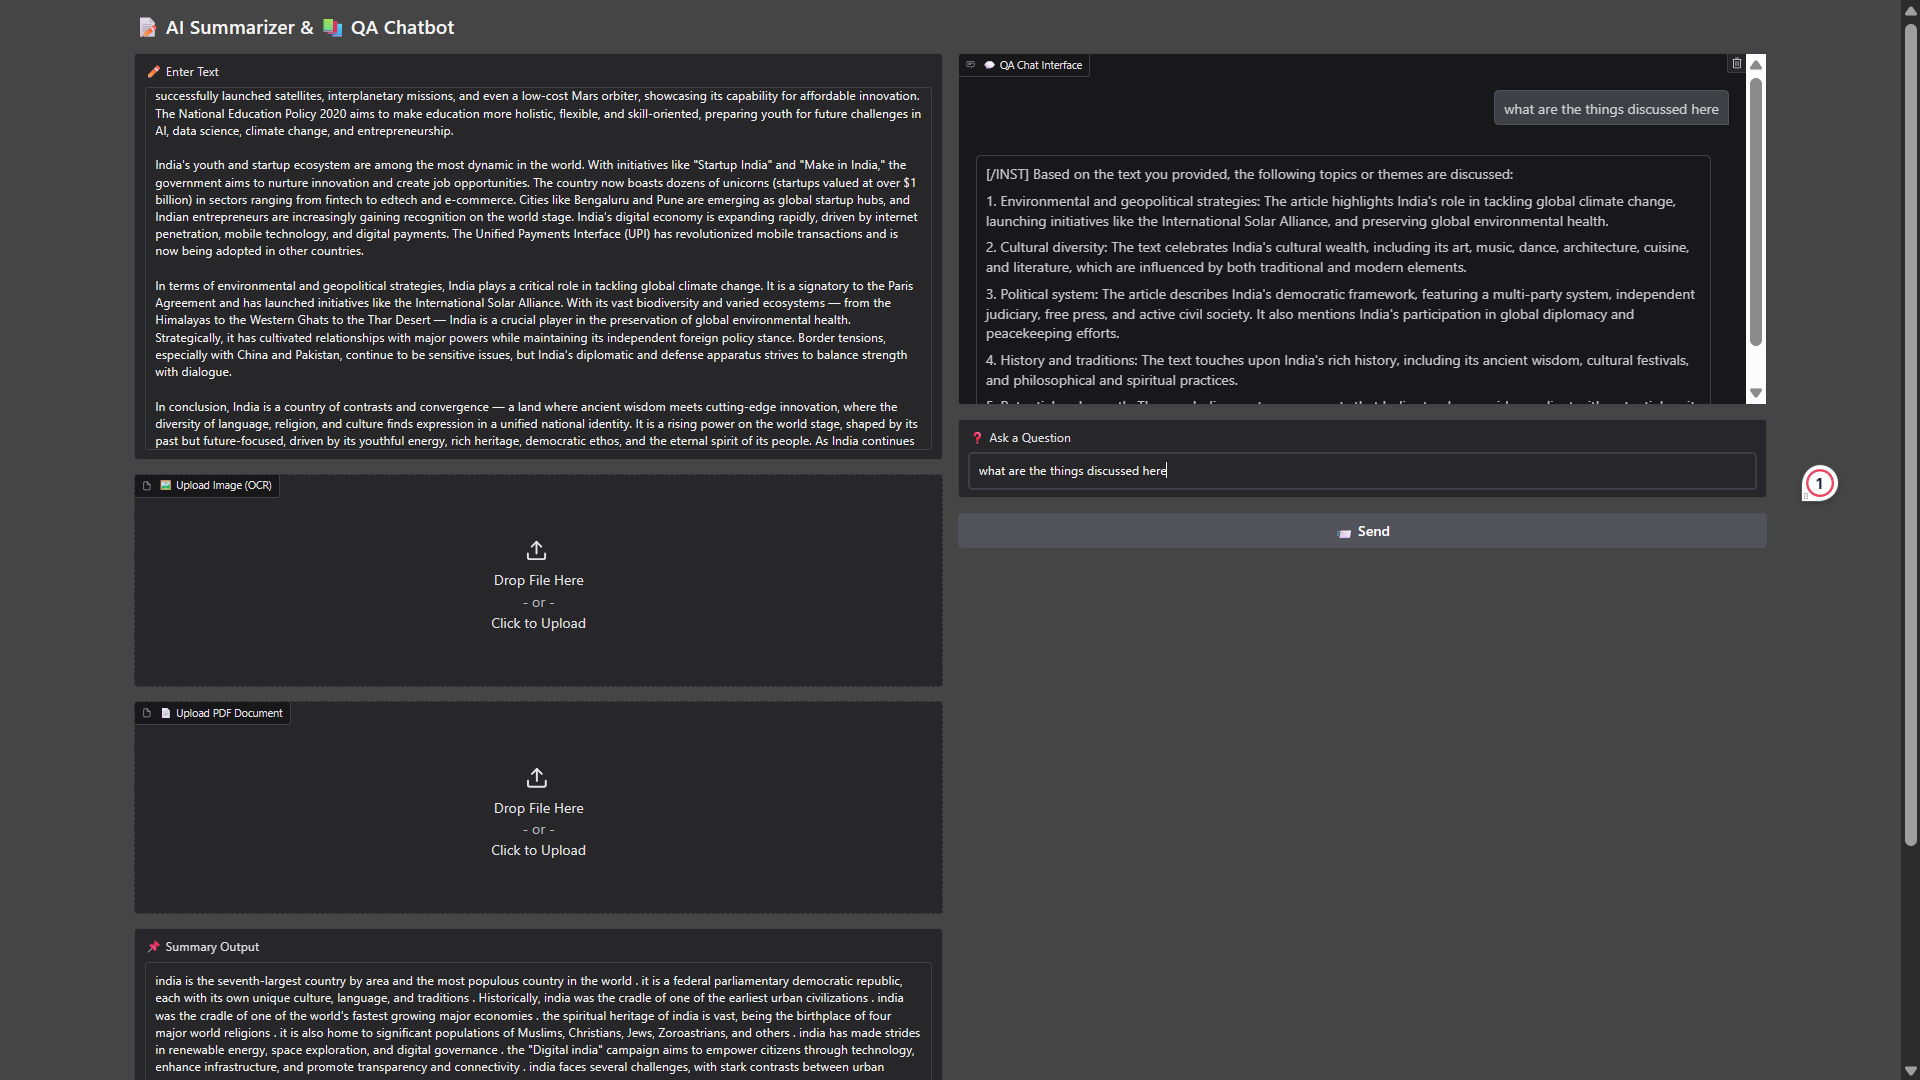 📝 AI Summarizer & 📚 QA Chatbot
Enter Text
successfully launched satellites, interplanetary missions, and even a low-cost Mars orbiter, showcasing its capability for affordable innovation.
The National Education Policy 2020 aims to make education more holistic, flexible, and skill-oriented, preparing youth for future challenges in
AI, data science, climate change, and entrepreneurship.
India's youth and startup ecosystem are among the most dynamic in the world. With initiatives like "Startup India" and "Make in India," the
government aims to nurture innovation and create job opportunities. The country now boasts dozens of unicorns (startups valued at over $1
billion) in sectors ranging from fintech to edtech and e-commerce. Cities like Bengaluru and Pune are emerging as global startup hubs, and
Indian entrepreneurs are increasingly gaining recognition on the world stage. India's digital economy is expanding rapidly, driven by internet
penetration, mobile technology, and digital payments. The Unified Payments Interface (UPI) has revolutionized mobile transactions and is
now being adopted in other countries.
In terms of environmental and geopolitical strategies, India plays a critical role in tackling global climate change. It is a signatory to the Paris
Agreement and has launched initiatives like the International Solar Alliance. With its vast biodiversity and varied ecosystems — from the
Himalayas to the Western Ghats to the Thar Desert — India is a crucial player in the preservation of global environmental health.
Strategically, it has cultivated relationships with major powers while maintaining its independent foreign policy stance. Border tensions,
especially with China and Pakistan, continue to be sensitive issues, but India's diplomatic and defense apparatus strives to balance strength
with dialogue.
In conclusion, India is a country of contrasts and convergence — a land where ancient wisdom meets cutting-edge innovation, where the
diversity of language, religion, and culture finds expression in a unified national identity. It is a rising power on the world stage, shaped by its
past but future-focused, driven by its youthful energy, rich heritage, democratic ethos, and the eternal spirit of its people. As India continues
Upload Image (OCR)
Drop File Here
- or -
Click to Upload
Upload PDF Document
Drop File Here
- or -
Click to Upload
Summary Output
india is the seventh-largest country by area and the most populous country in the world . it is a federal parliamentary democratic republic,
each with its own unique culture, language, and traditions . Historically, india was the cradle of one of the earliest urban civilizations . india
was the cradle of one of the world's fastest growing major economies . the spiritual heritage of india is vast, being the birthplace of four
major world religions . it is also home to significant populations of Muslims, Christians, Jews, Zoroastrians, and others . india has made strides
in renewable energy, space exploration, and digital governance . the "Digital india" campaign aims to empower citizens through technology,
enhance infrastructure, and promote transparency and connectivity . india faces several challenges, with stark contrasts between urban
QA Chat Interface
what are the things discussed here
[/INST] Based on the text you provided, the following topics or themes are discussed:
1. Environmental and geopolitical strategies: The article highlights India's role in tackling global climate change,
launching initiatives like the International Solar Alliance, and preserving global environmental health.
2. Cultural diversity: The text celebrates India's cultural wealth, including its art, music, dance, architecture, cuisine,
and literature, which are influenced by both traditional and modern elements.
3. Political system: The article describes India's democratic framework, featuring a multi-party system, independent
judiciary, free press, and active civil society. It also mentions India's participation in global diplomacy and
peacekeeping efforts.
4. History and traditions: The text touches upon India's rich history, including its ancient wisdom, cultural festivals,
and philosophical and spiritual practices.
Ask a Question
what are the things discussed here
Send
1